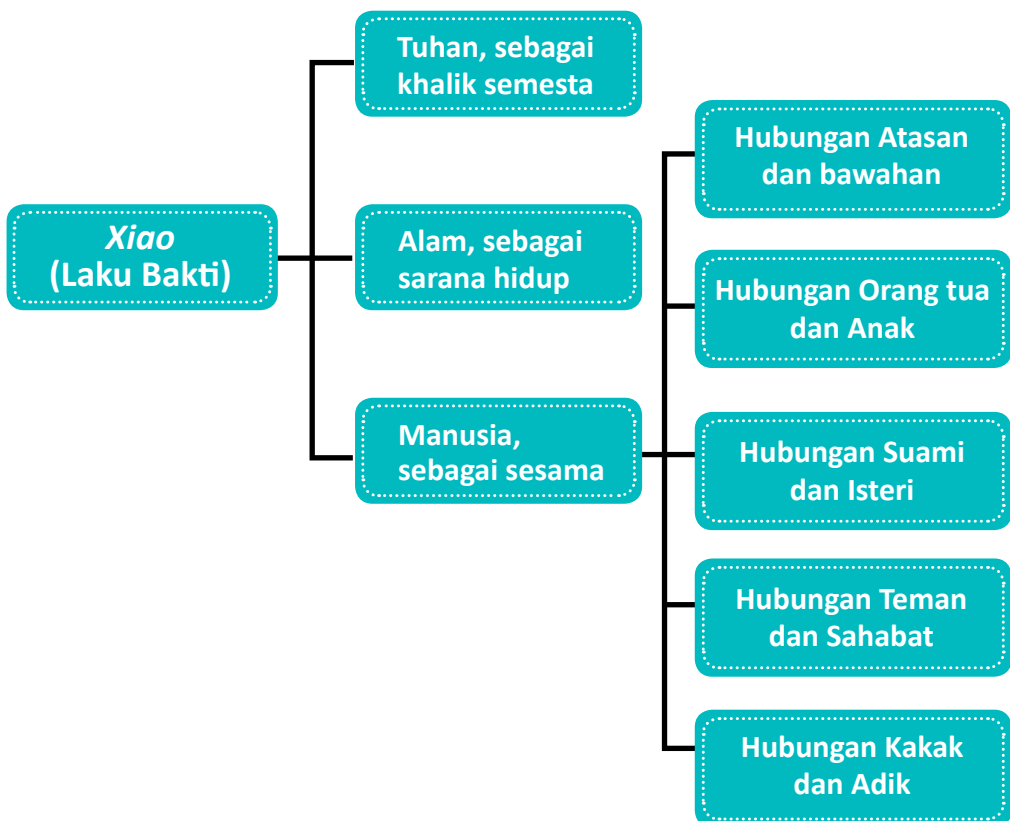 Xiao
(Laku Bakti)
Tuhan, sebagai
khalik semesta
Alam, sebagai
sarana hidup
Manusia,
sebagai sesama
Hubungan Atasan
dan bawahan
Hubungan Orang tua
dan Anak
Hubungan Suami
dan Isteri
Hubungan Teman
dan Sahabat
Hubungan Kakak
dan Adik